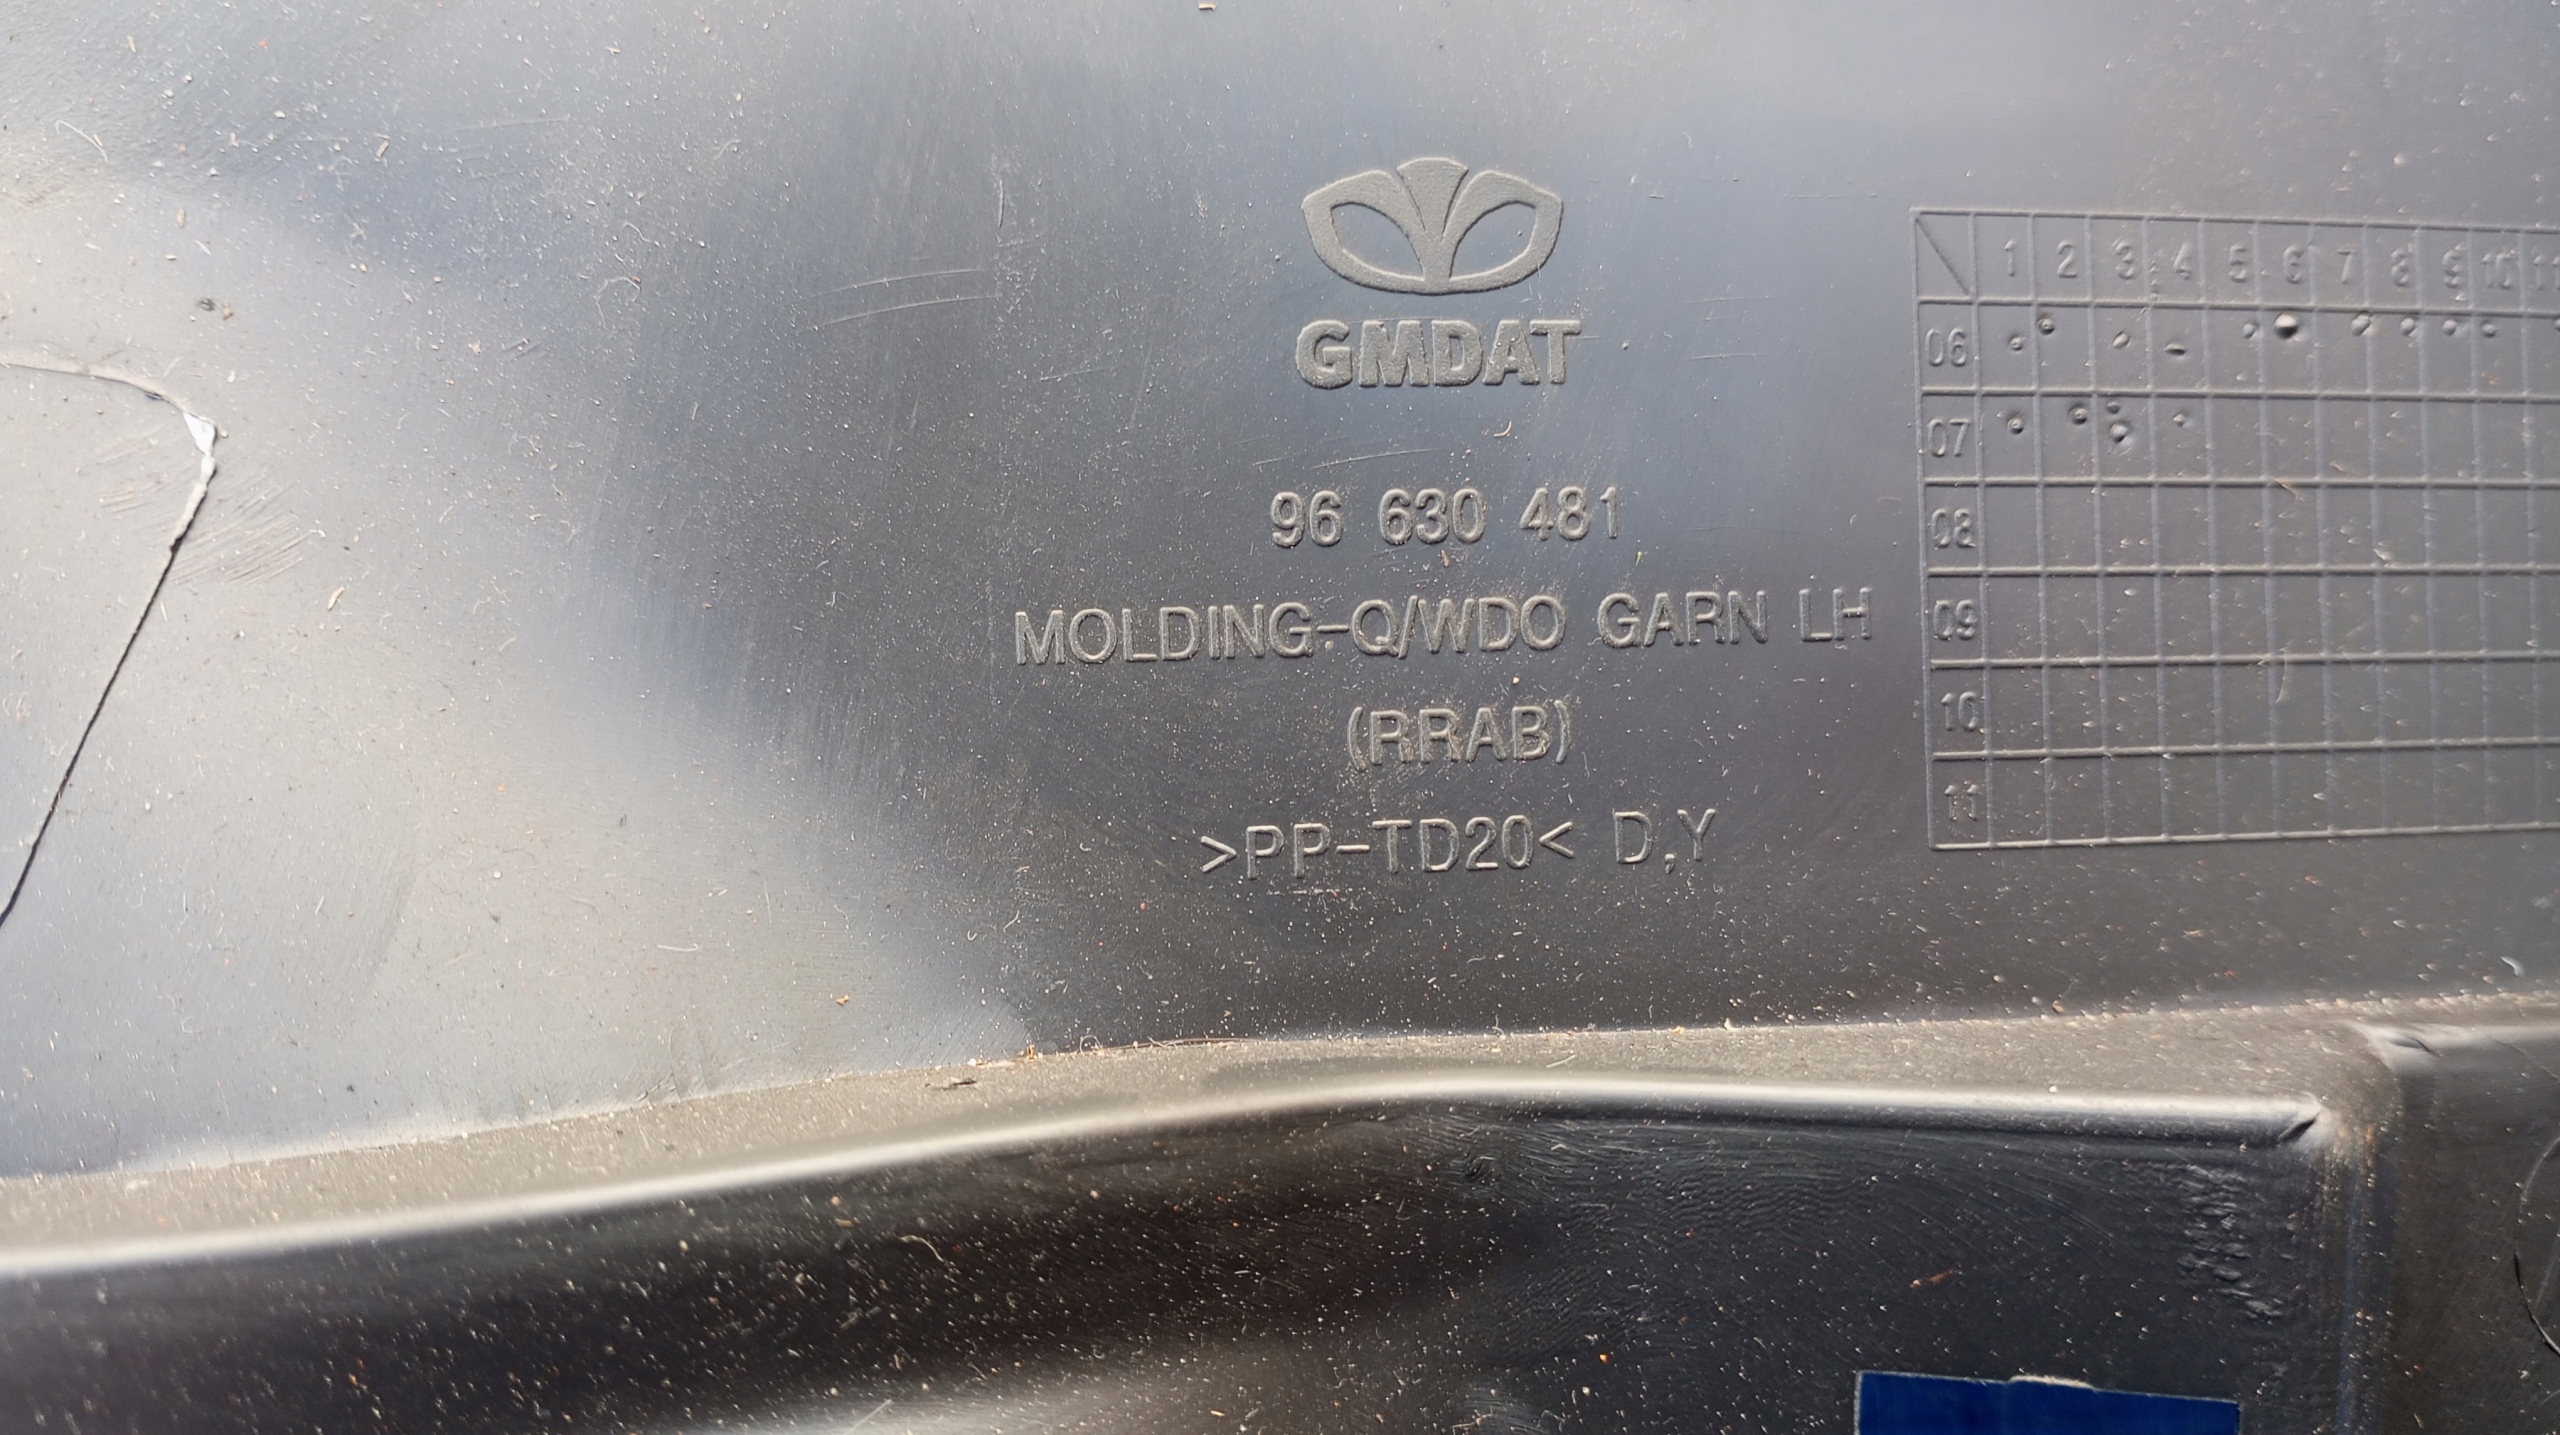 GMDAT
96 630 481
MOLDING-Q/WDO GARN LH
(RRAB)
>PP-TD20< D,Y
1 2 3 4 5 6 7 8 9 10 11
06
07
08
09
10
11